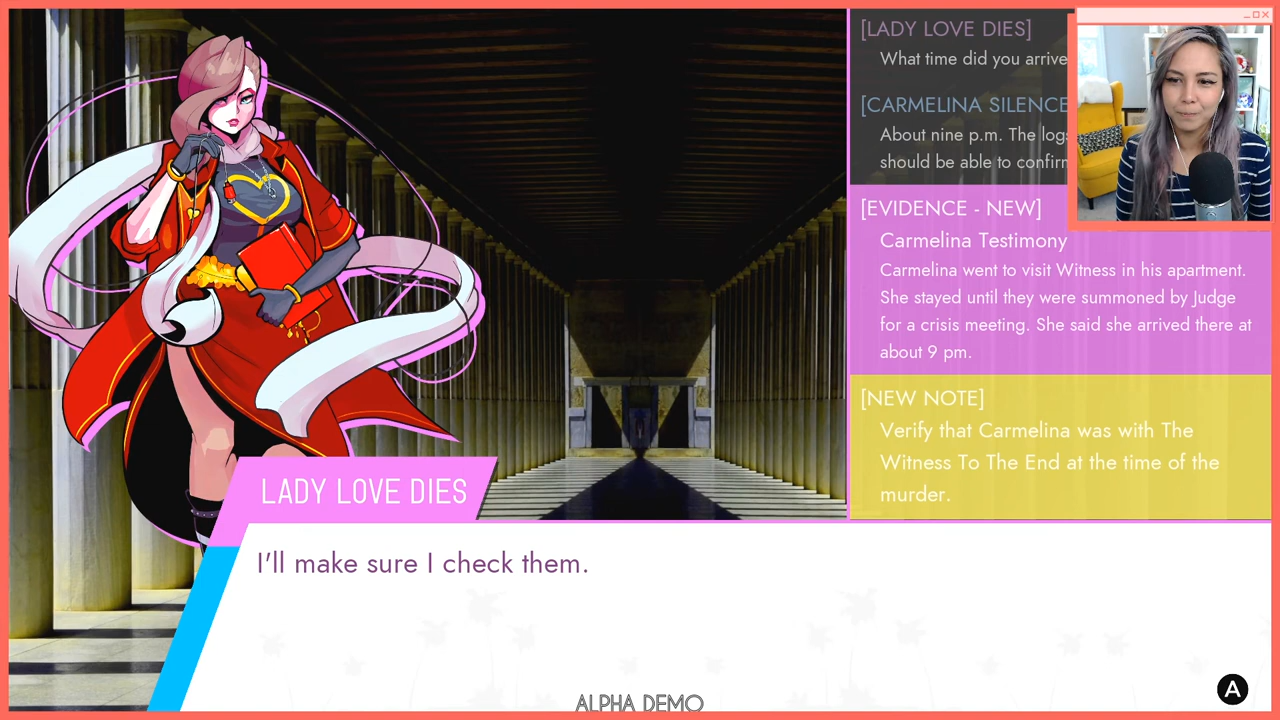 [LADY LOVE DIES]
What time did you arrive
[CARMELINA SILENCE
About nine p.m. The logs
should be able to confirm
[EVIDENCE - NEW]
Carmelina Testimony
Carmelina went to visit Witness in his apartment.
She stayed until they were summoned by Judge
for a crisis meeting. She said she arrived there at
about 9 pm.
[NEW NOTE]
Verify that Carmelina was with The
Witness To The End at the time of the
murder.
LADY LOVE DIES
I'll make sure I check them.
A
ALPHA DEMO